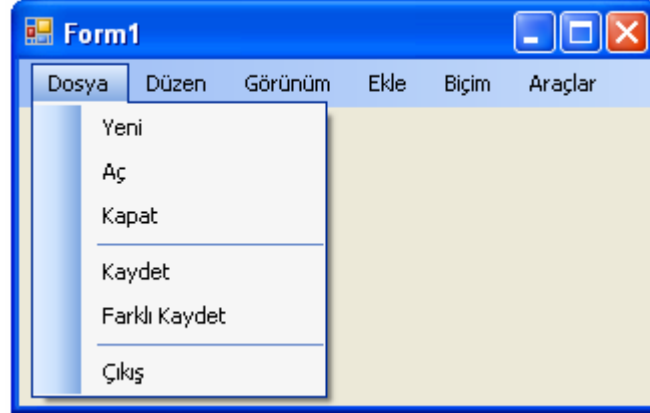 Form1
Dosya Düzen Görünüm Ekle Biçim Araçlar
Yeni
Aç
Kapat
Kaydet
Farklı Kaydet
Çıkış